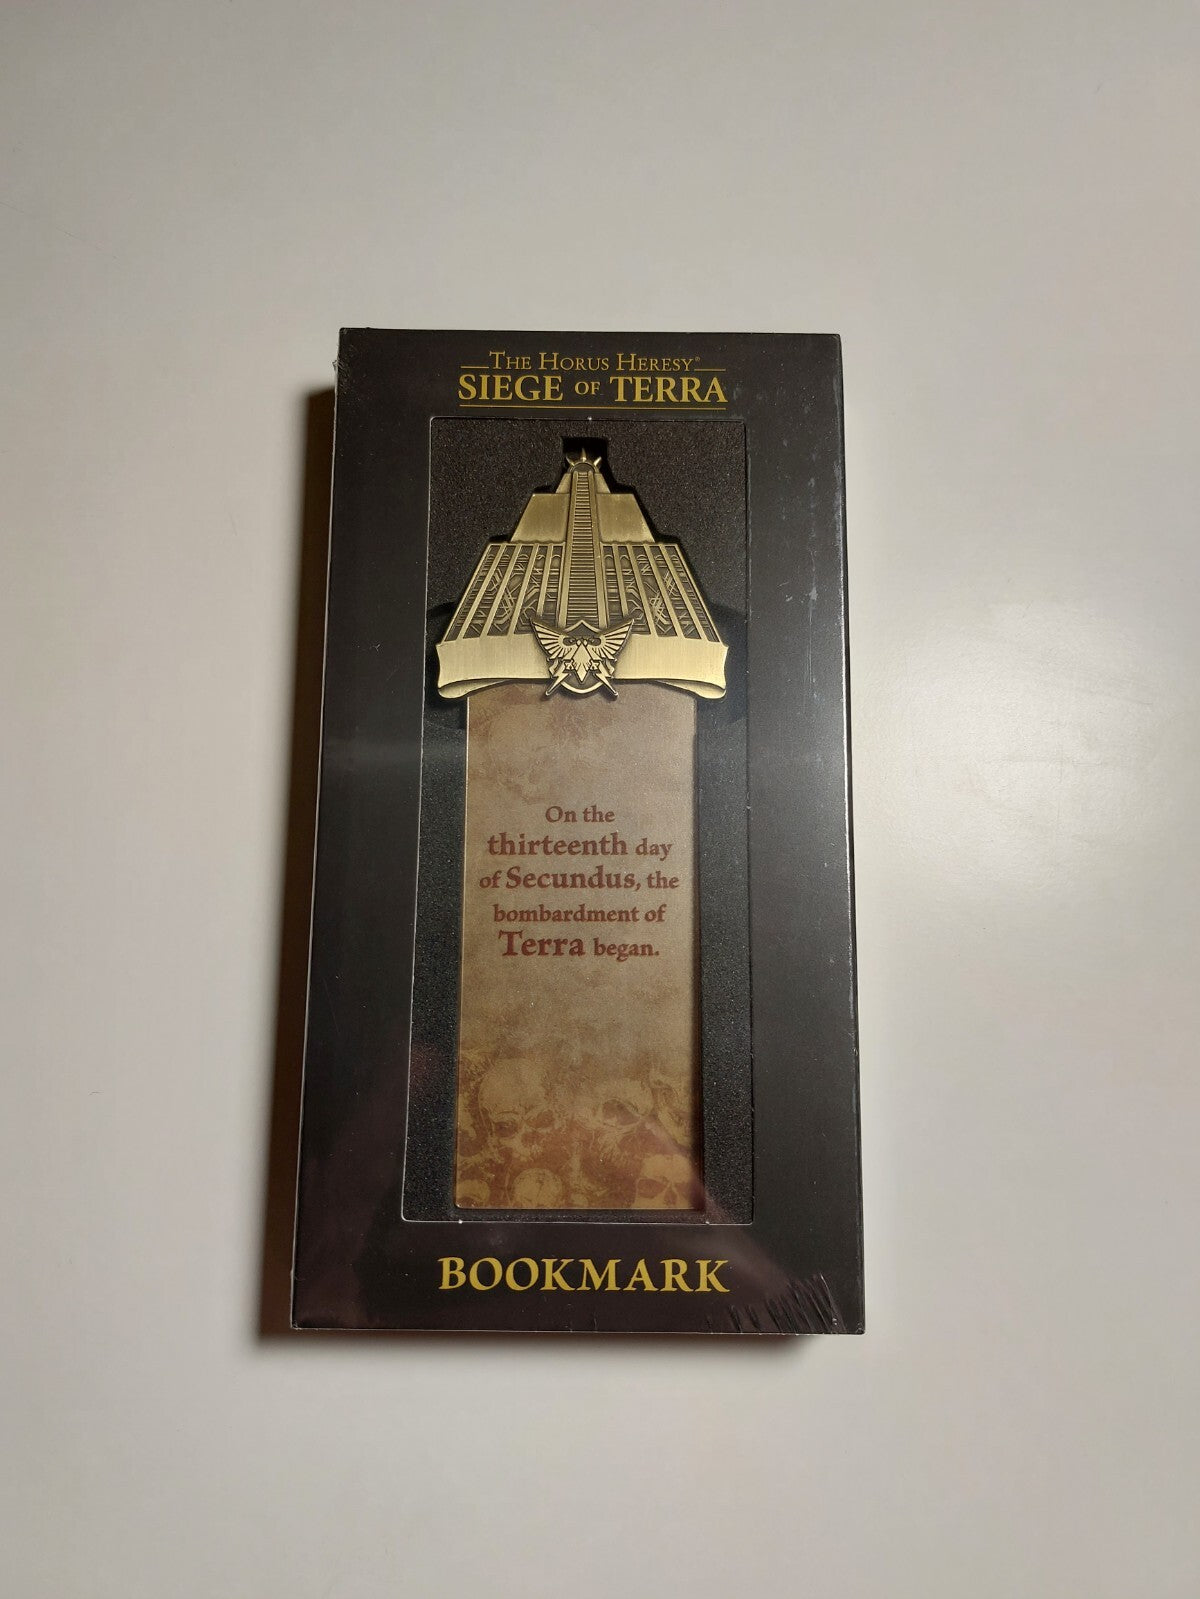 The Horus Heresy®
SIEGE OF TERRA
On the
thirteenth day
of Secundus, the
bombardment of
Terra began.
BOOKMARK